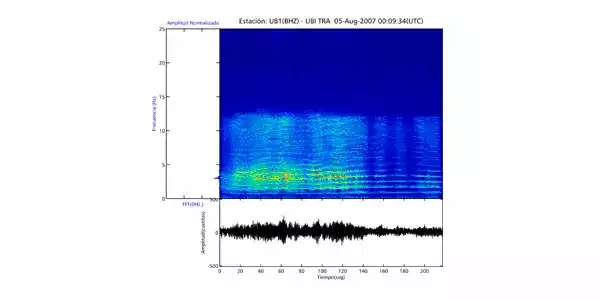 Amplitud Normalizada
Estación: UB1(BHZ) - UBI TRA 05-Aug-2007 00:09:34(UTC)
25
20
15
10
5
0
Frecuencia (Hz)
FFT(0Hz)
500
0
-500
Amplitud(cuentas)
0 20 40 60 80 100 120 140 160 180 200
Tiempo(seg)